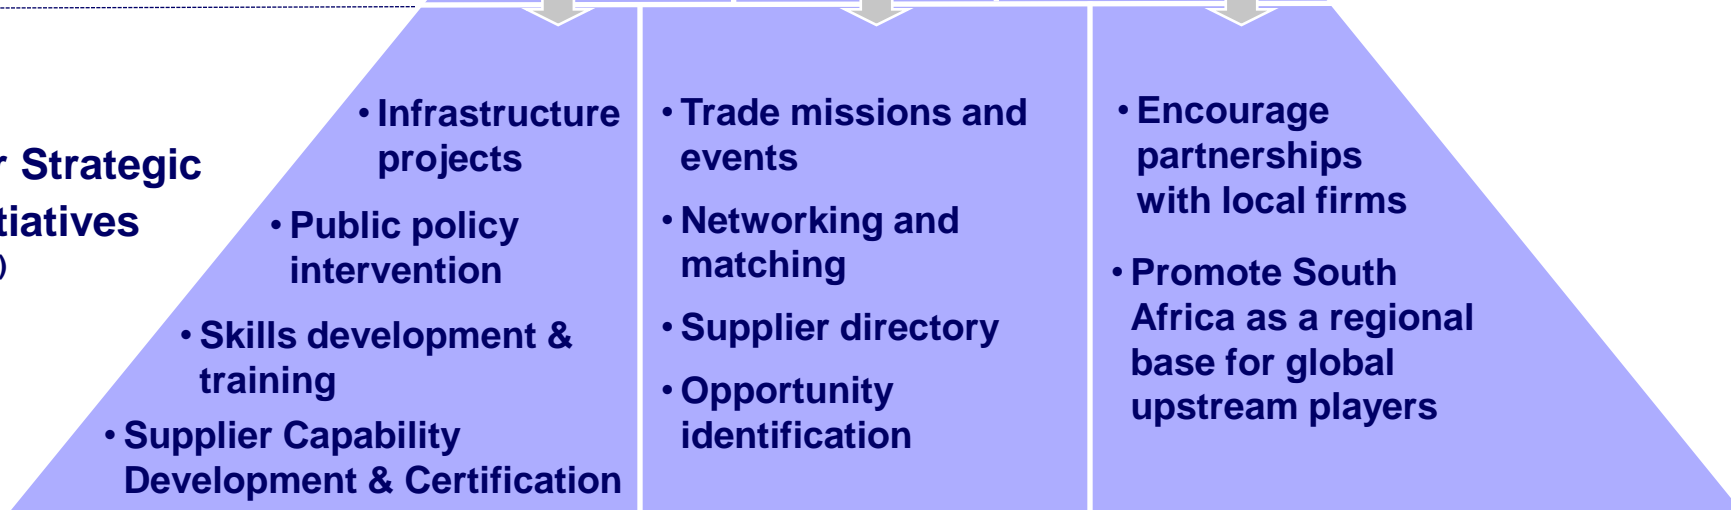 Strategic
)
• Infrastructure
projects
• Public policy
intervention
• Skills development &
training
• Supplier Capability
Development & Certification
• Trade missions and
events
• Networking and
matching
• Supplier directory
• Opportunity
identification
• Encourage
partnerships
with local firms
• Promote South
Africa as a regional
base for global
upstream players